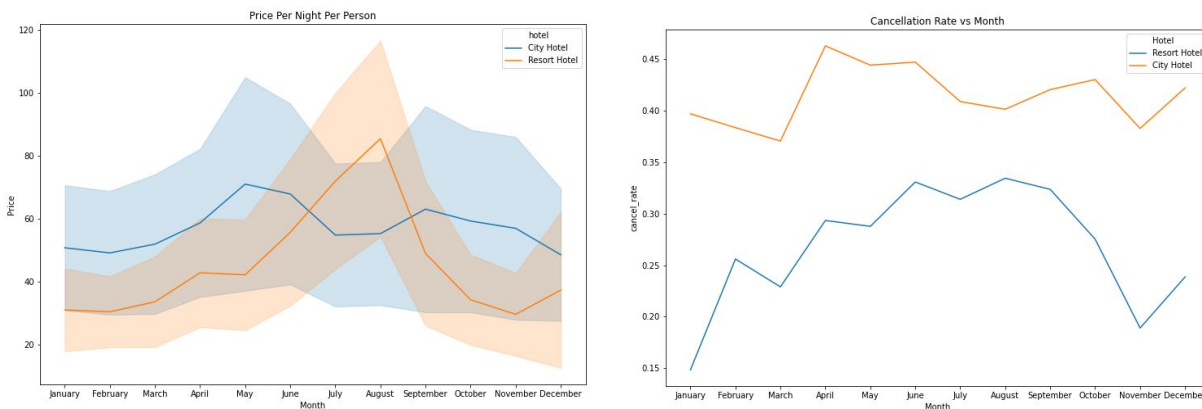 Price Per Night Per Person
120
100
80
60
40
20
Price
hotel
City Hotel
Resort Hotel
January February March April May June July August September October November December
Month
Cancellation Rate vs Month
0.45
0.40
0.35
0.30
0.25
0.20
0.15
cancel_rate
Hotel
Resort Hotel
City Hotel
January February March April May June July August September October November December
Month